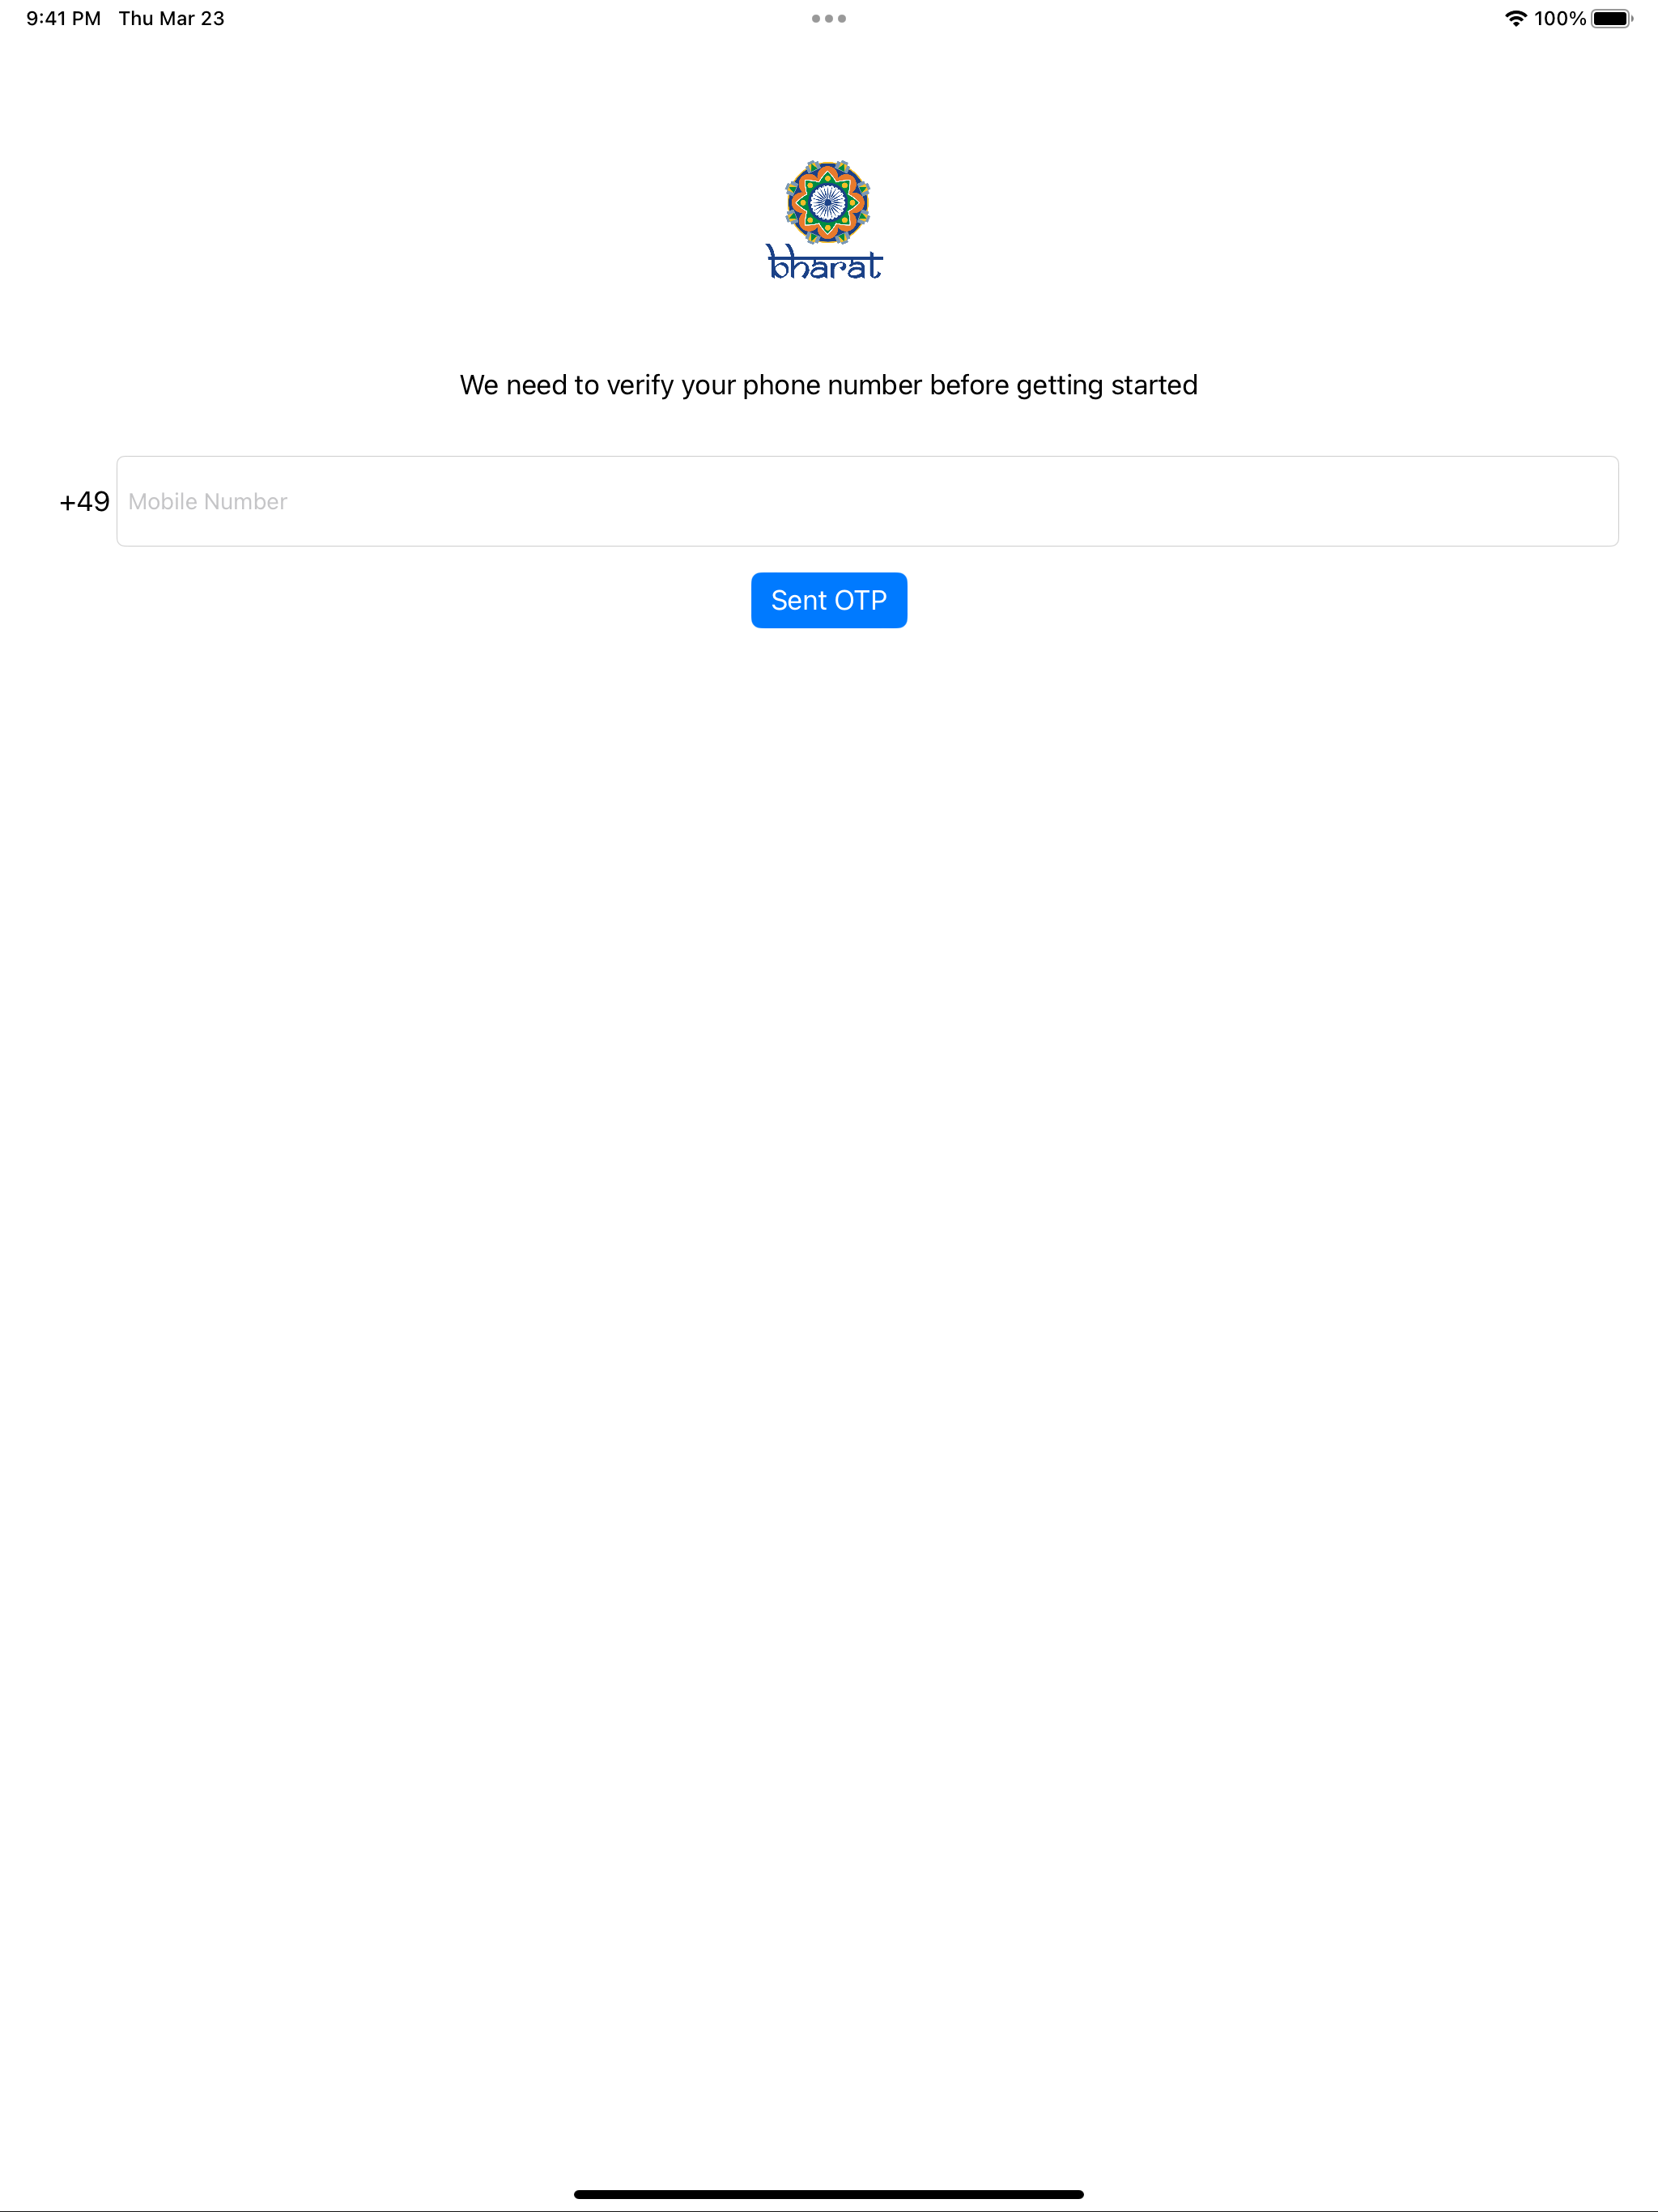 9:41 PM Thu Mar 23 100%
bharat
We need to verify your phone number before getting started
+49 Mobile Number
Sent OTP